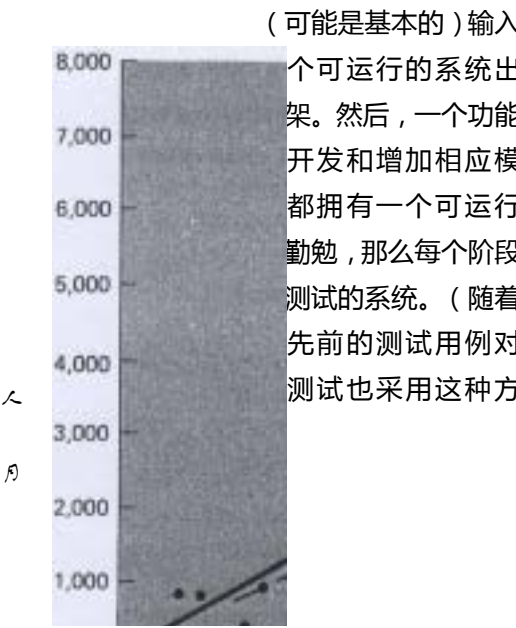 （可能是基本的）输入
个可运行的系统出
架。然后，一个功能
开发和增加相应模
都拥有一个可运行
勤勉，那么每个阶段
测试的系统。（随着
先前的测试用例对
测试也采用这种方
8,000
7,000
6,000
5,000
4,000
3,000
2,000
1,000
人
月